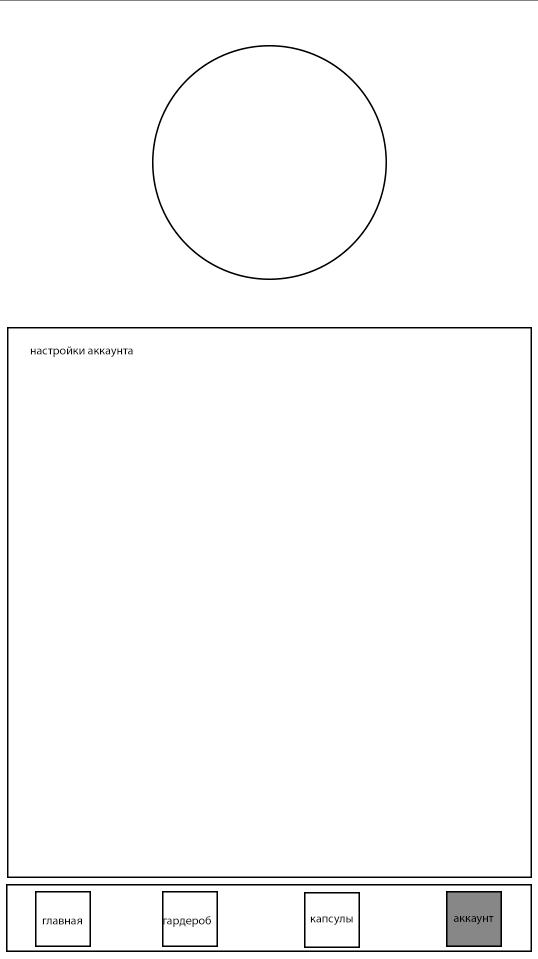 настройки аккаунта
главная
гардероб
капсулы
аккаунт